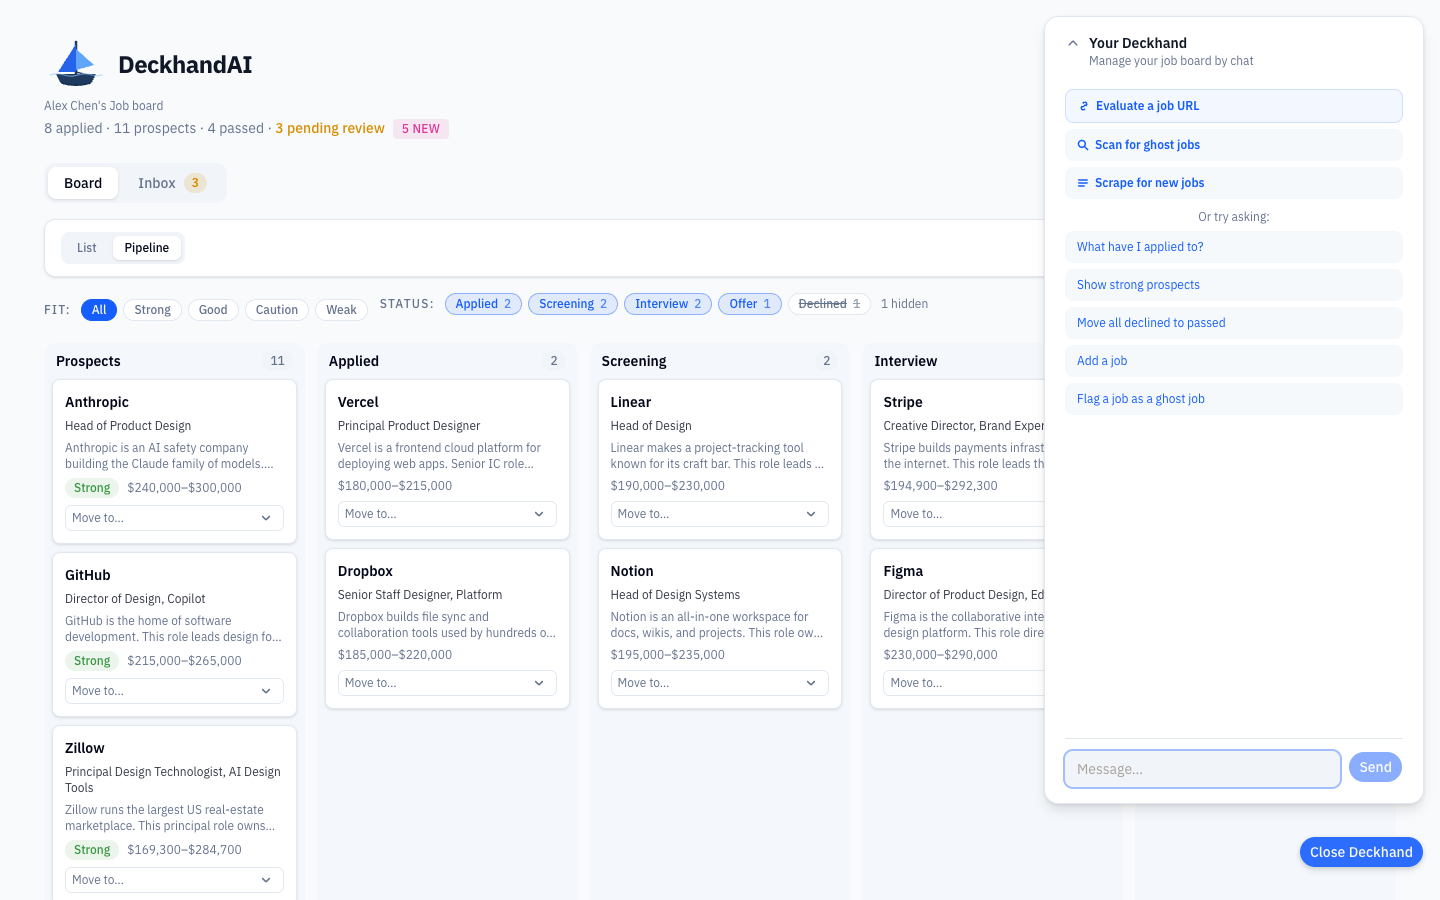 DeckhandAI
Alex Chen's Job board
8 applied · 11 prospects · 4 passed · 3 pending review 5 NEW
Board Inbox 3
List Pipeline
FIT: All Strong Good Caution Weak
STATUS: Applied 2 Screening 2 Interview 2 Offer 1 Declined 1 1 hidden
Prospects 11
Anthropic
Head of Product Design
Anthropic is an AI safety company
building the Claude family of models....
Strong $240,000–$300,000
Move to...
GitHub
Director of Design, Copilot
GitHub is the home of software
development. This role leads design fo...
Strong $215,000–$265,000
Move to...
Zillow
Principal Design Technologist, AI Design
Tools
Zillow runs the largest US real-estate
marketplace. This principal role owns...
Strong $169,300–$284,700
Move to...
Applied 2
Vercel
Principal Product Designer
Vercel is a frontend cloud platform for
deploying web apps. Senior IC role...
$180,000–$215,000
Move to...
Dropbox
Senior Staff Designer, Platform
Dropbox builds file sync and
collaboration tools used by hundreds o...
$185,000–$220,000
Move to...
Screening 2
Linear
Head of Design
Linear makes a project-tracking tool
known for its craft bar. This role leads ...
$190,000–$230,000
Move to...
Notion
Head of Design Systems
Notion is an all-in-one workspace for
docs, wikis, and projects. This role ow...
$195,000–$235,000
Move to...
Interview
Stripe
Creative Director, Brand Exper
Stripe builds payments infrast
the internet. This role leads th
$194,900–$292,300
Move to...
Figma
Director of Product Design, Ed
Figma is the collaborative inte
design platform. This role dire
$230,000–$290,000
Move to...
Your Deckhand
Manage your job board by chat
Evaluate a job URL
Scan for ghost jobs
Scrape for new jobs
Or try asking:
What have I applied to?
Show strong prospects
Move all declined to passed
Add a job
Flag a job as a ghost job
Message...
Send
Close Deckhand